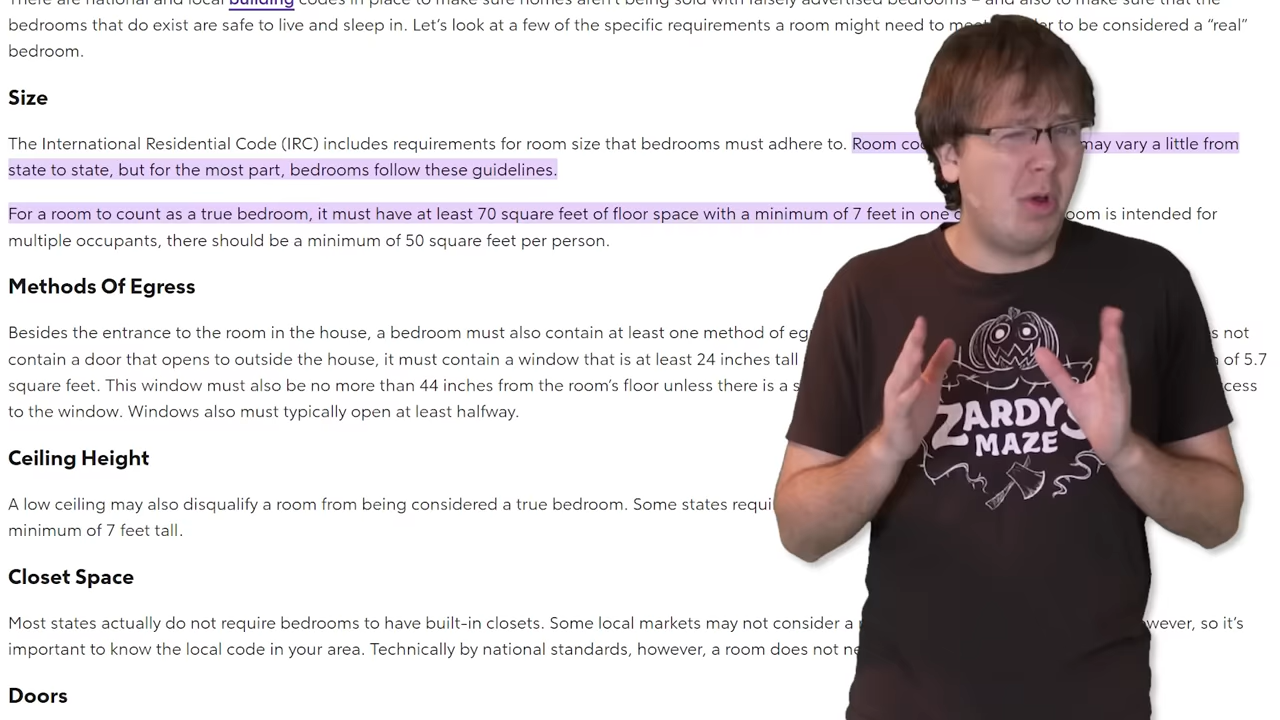 There are national and local building codes in place to make sure homes aren't being sold with falsely advertised bedrooms – and also to make sure that the
bedrooms that do exist are safe to live and sleep in. Let's look at a few of the specific requirements a room might need to meet to be considered a “real”
bedroom.
Size
The International Residential Code (IRC) includes requirements for room size that bedrooms must adhere to. Room may vary a little from
state to state, but for the most part, bedrooms follow these guidelines.
For a room to count as a true bedroom, it must have at least 70 square feet of floor space with a minimum of 7 feet in one is intended for
multiple occupants, there should be a minimum of 50 square feet per person.
Methods Of Egress
Besides the entrance to the room in the house, a bedroom must also contain at least one method of not
contain a door that opens to outside the house, it must contain a window that is at least 24 inches tall of 5.7
square feet. This window must also be no more than 44 inches from the room's floor unless there is a
to the window. Windows also must typically open at least halfway.
Ceiling Height
A low ceiling may also disqualify a room from being considered a true bedroom. Some states
minimum of 7 feet tall.
Closet Space
Most states actually do not require bedrooms to have built-in closets. Some local markets may not consider a so it's
important to know the local code in your area. Technically by national standards, however, a room does not
Doors
ZARDY'S
MAZE